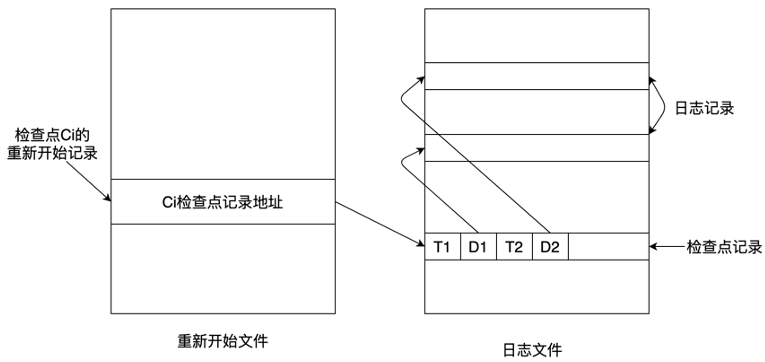 日志记录
检查点Ci的
重新开始记录
Ci检查点记录地址
T1 D1 T2 D2
检查点记录
重新开始文件
日志文件